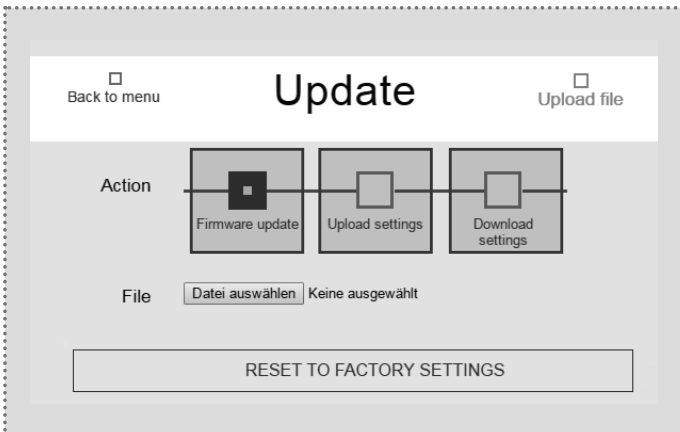 Back to menu
Update
Upload file
Action
Firmware update
Upload settings
Download
settings
File
Datei auswählen
Keine ausgewählt
RESET TO FACTORY SETTINGS